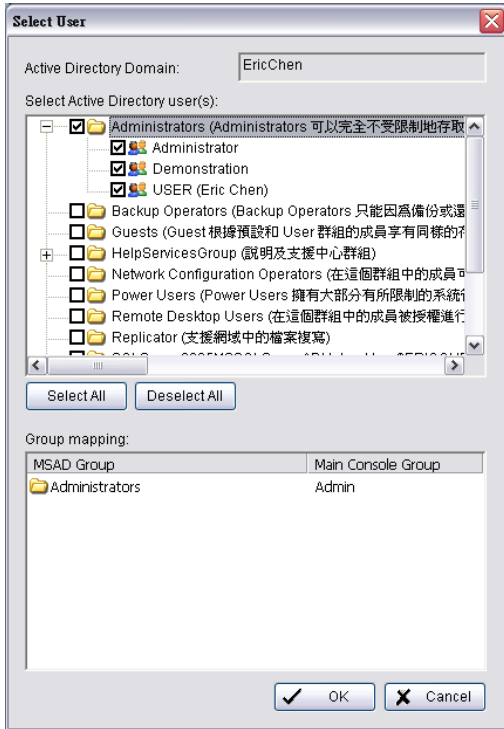 Select User
Active Directory Domain: EricChen
Select Active Directory user(s):
Administrators (Administrators 可以完全不受限制地存取
Administrator
Demonstration
USER (Eric Chen)
Backup Operators (Backup Operators 只能因為備份或還
Guests (Guest 根據預設和 User 群組的成員享有同樣的存
HelpServicesGroup (說明及支援中心群組)
Network Configuration Operators (在這個群組中的成員可
Power Users (Power Users 擁有大部分有所限制的系統
Remote Desktop Users (在這個群組中的成員被授權進行
Replicator (支援網域中的檔案複寫)
Select All Deselect All
Group mapping:
MSAD Group Main Console Group
Administrators Admin
OK Cancel